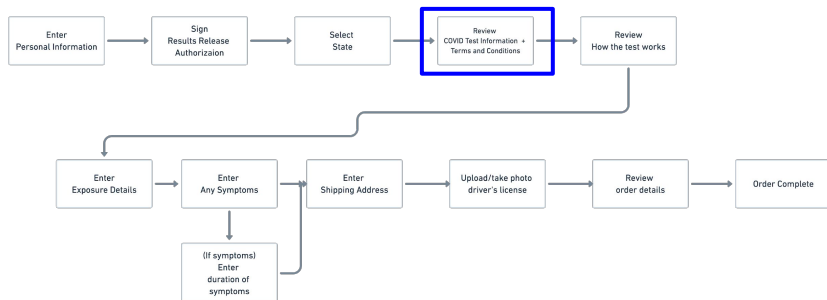 Enter
Personal Information
Sign
Results Release
Authorizaion
Select
State
Review
COVID Test Information +
Terms and Conditions
Review
How the test works
Enter
Exposure Details
Enter
Any Symptoms
Enter
Shipping Address
Upload/take photo
driver's license
Review
order details
Order Complete
(If symptoms)
Enter
duration of
symptoms